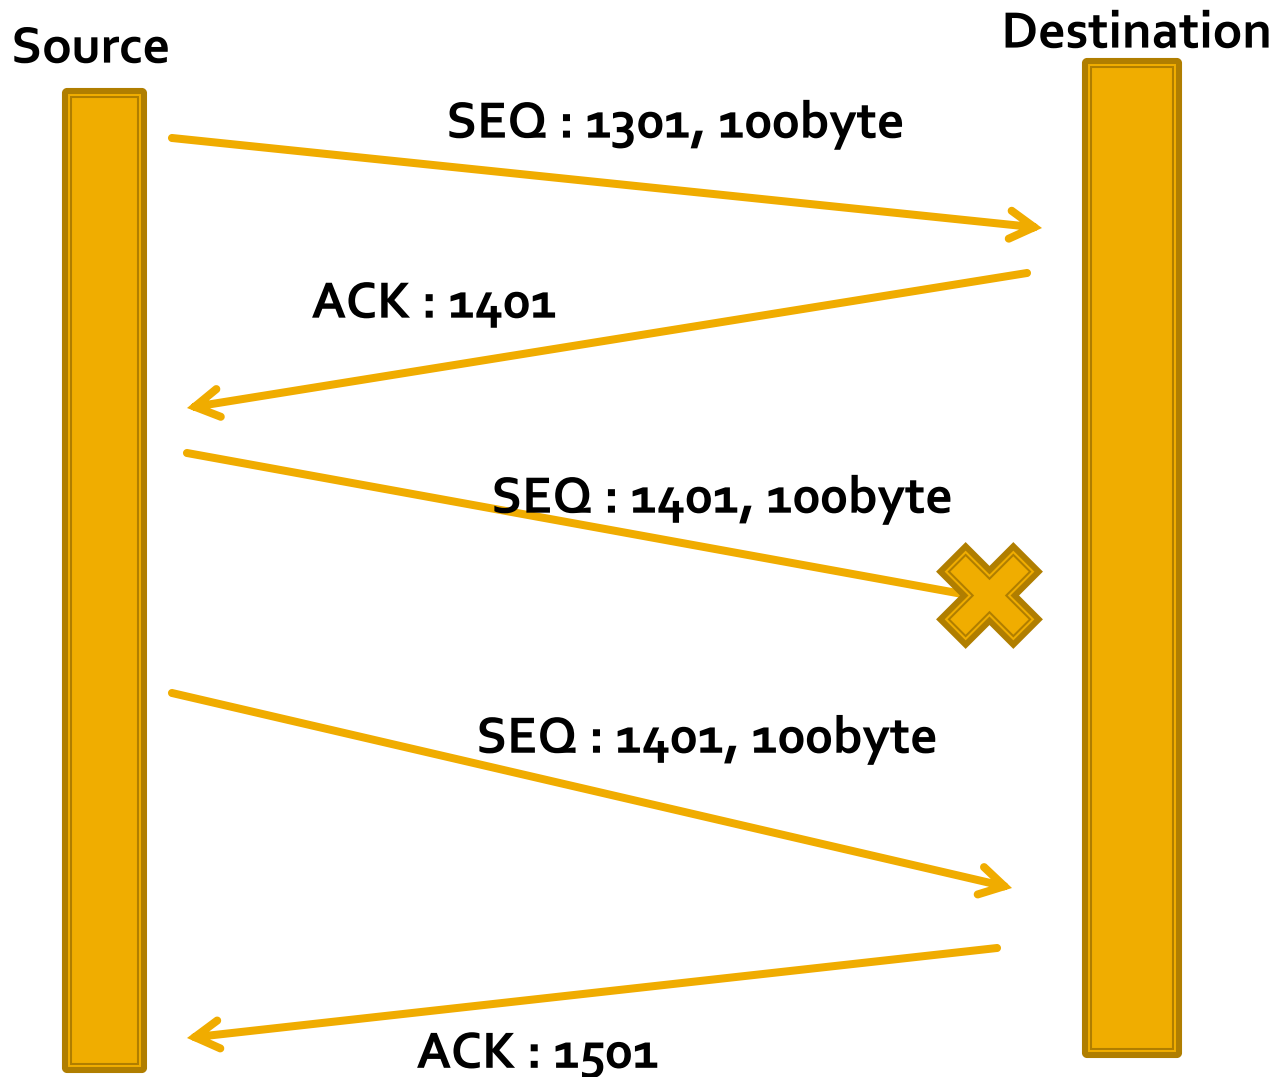 Source
Destination
SEQ : 1301, 100byte
ACK : 1401
SEQ : 1401, 100byte
SEQ : 1401, 100byte
ACK : 1501